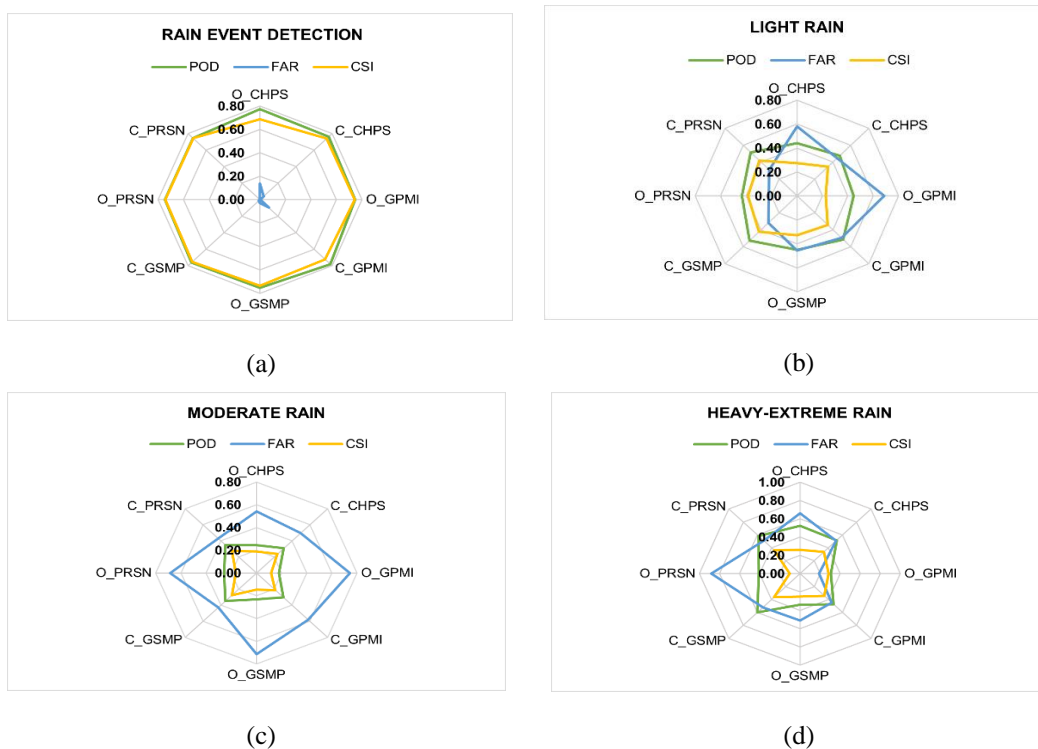 RAIN EVENT DETECTION
POD FAR CSI
O_CHPS
C_CHPS
O_GPMI
C_GPMI
O_GSMP
C_GSMP
O_PRSN
C_PRSN
0.80
0.60
0.40
0.20
0.00
(a)
LIGHT RAIN
POD FAR CSI
O_CHPS
C_CHPS
O_GPMI
C_GPMI
O_GSMP
C_GSMP
O_PRSN
C_PRSN
0.80
0.60
0.40
0.20
0.00
(b)
MODERATE RAIN
POD FAR CSI
O_CHPS
C_CHPS
O_GPMI
C_GPMI
O_GSMP
C_GSMP
O_PRSN
C_PRSN
0.80
0.60
0.40
0.20
0.00
(c)
HEAVY-EXTREME RAIN
POD FAR CSI
O_CHPS
C_CHPS
O_GPMI
C_GPMI
O_GSMP
C_GSMP
O_PRSN
C_PRSN
1.00
0.80
0.60
0.40
0.20
0.00
(d)